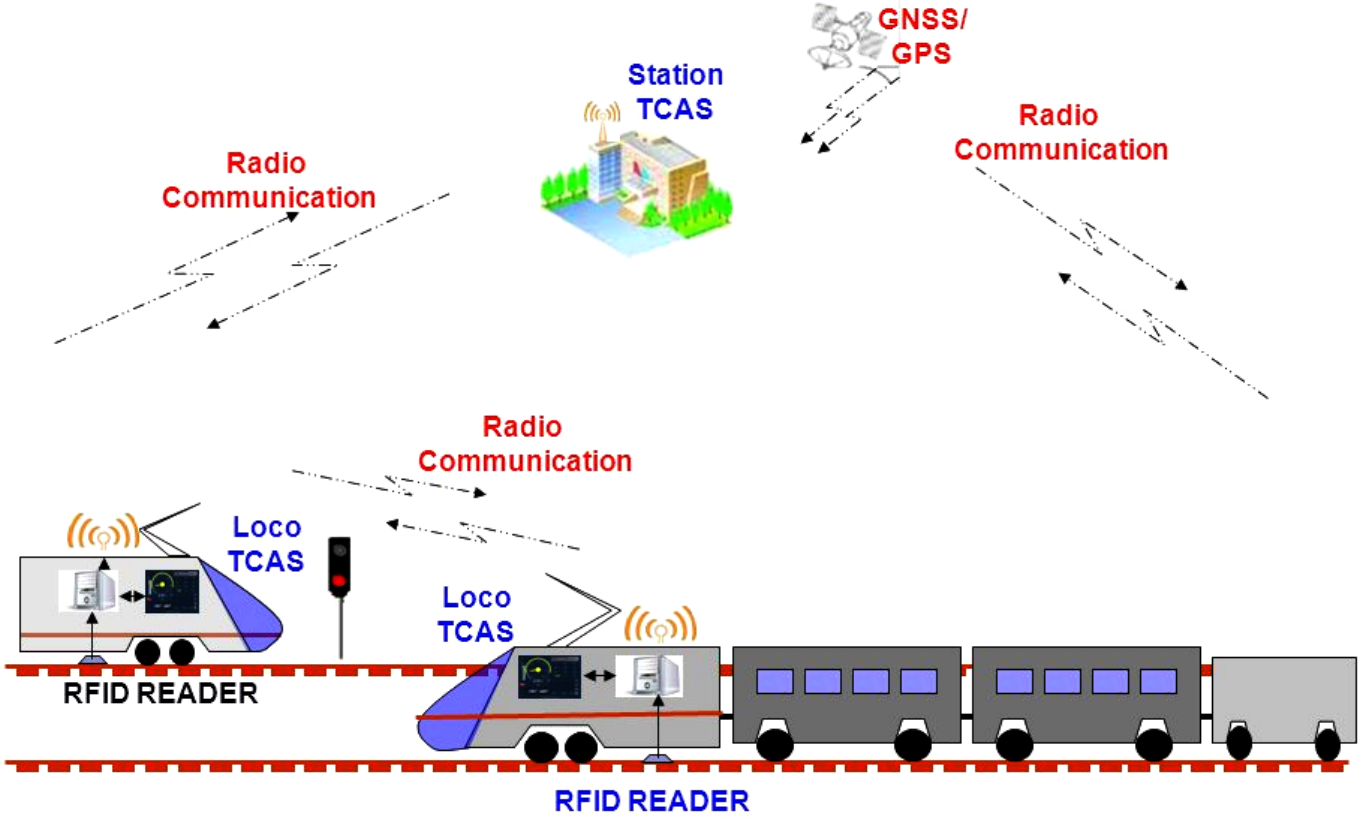 GNSS/
GPS
Station
TCAS
Radio
Communication
Radio
Communication
Radio
Communication
Loco
TCAS
Loco
TCAS
RFID READER
RFID READER